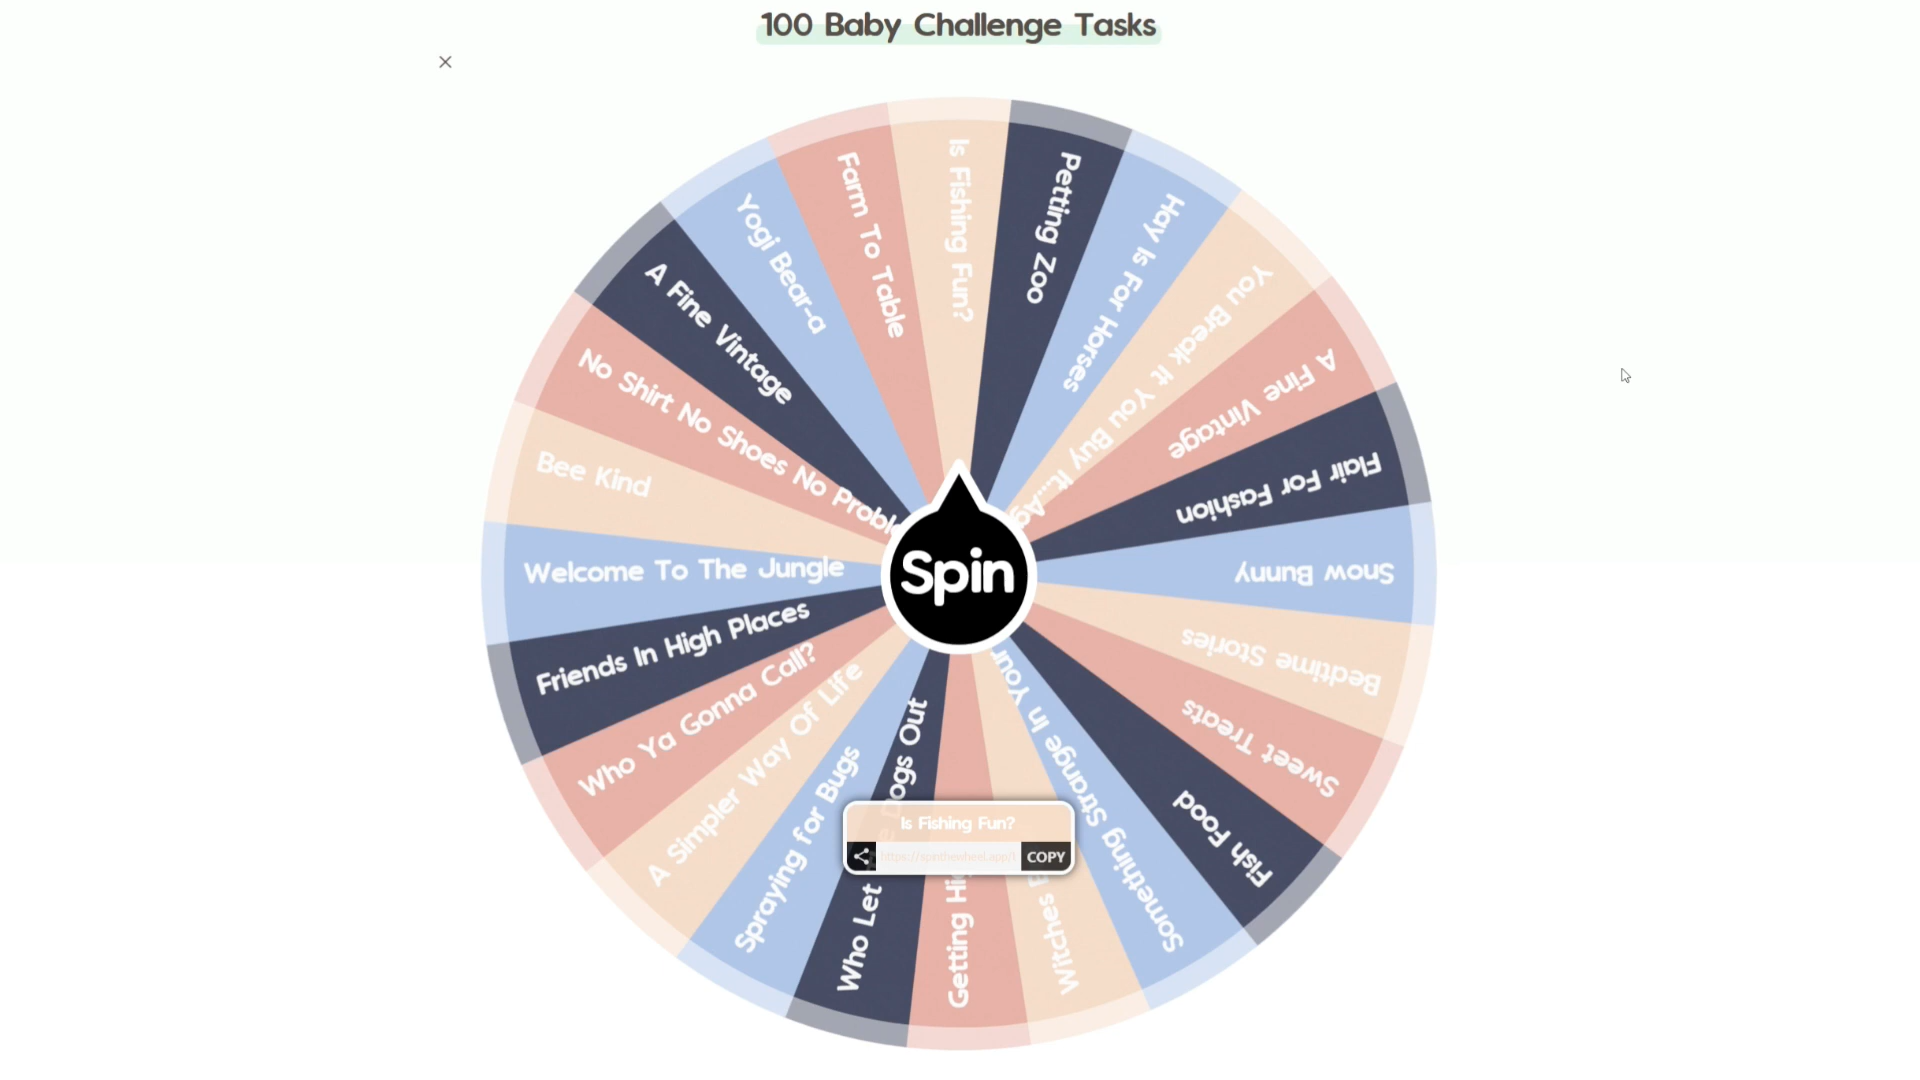 100 Baby Challenge Tasks
Is Fishing Fun?
Petting Zoo
Hay Is For Horses
You Break It You Buy It...Ag
A Fine Vintage
Flair For Fashion
Snow Bunny
Bedtime Stories
Sweet Treats
Fish Food
Something Strange In Your
Witches
Getting
Who Let Dogs Out
Spraying for Bugs
A Simpler Way Of Life
Who Ya Gonna Call?
Friends In High Places
Welcome To The Jungle
Bee Kind
No Shirt No Shoes No Proble
A Fine Vintage
Yogi Bear-a
Farm To Table
Spin
Is Fishing Fun?
COPY